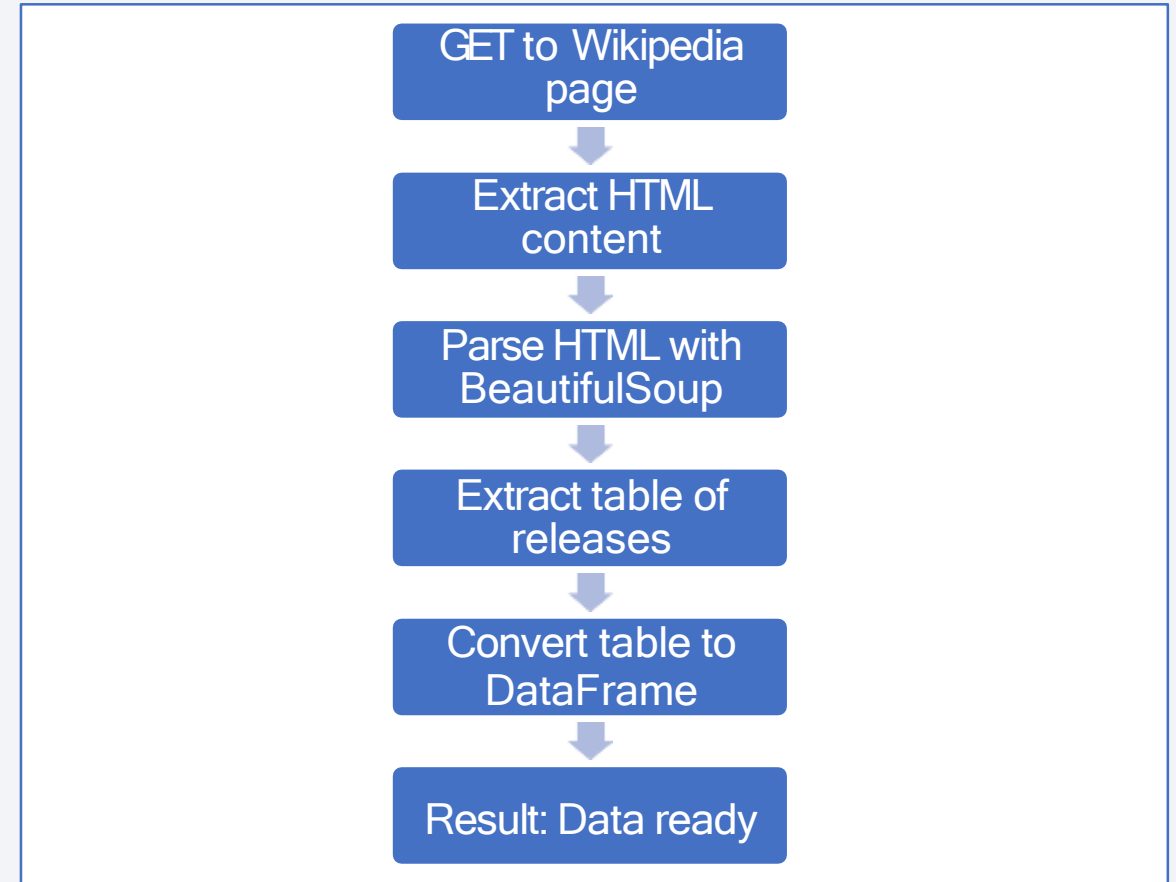 GET to Wikipedia
page
Extract HTML
content
Parse HTML with
BeautifulSoup
Extract table of
releases
Convert table to
DataFrame
Result: Data ready